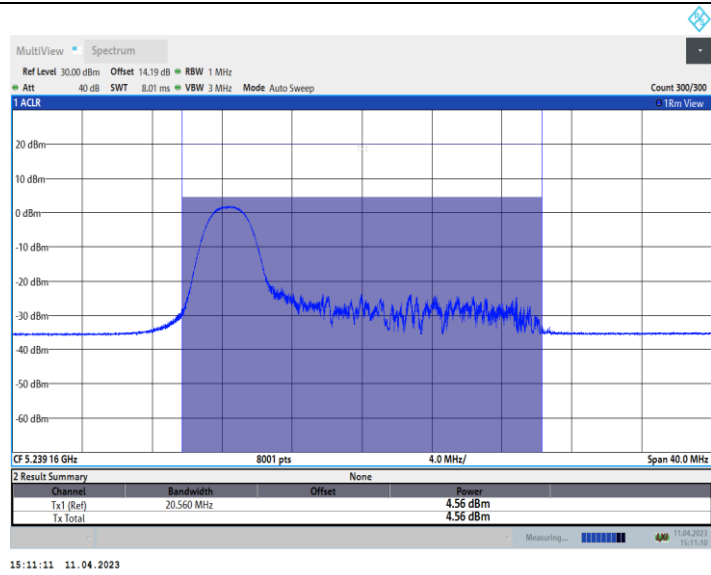 MultiView Spectrum
Ref Level 30.00 dBm Offset 14.19 dB RBW 1 MHz
Att 40 dB SWT 8.01 ms VBW 3 MHz Mode Auto Sweep Count 300/300
1 ACLR 1Rm View
20 dBm
10 dBm
0 dBm
-10 dBm
-20 dBm
-30 dBm
-40 dBm
-50 dBm
-60 dBm
CF 5.239 16 GHz 8001 pts 4.0 MHz/ Span 40.0 MHz
2 Result Summary None
Channel Bandwidth Offset Power
Tx1 (Ref) 20.560 MHz 4.56 dBm
Tx Total 4.56 dBm
Measuring... 11.04.2023
15:11:10
15:11:11 11.04.2023